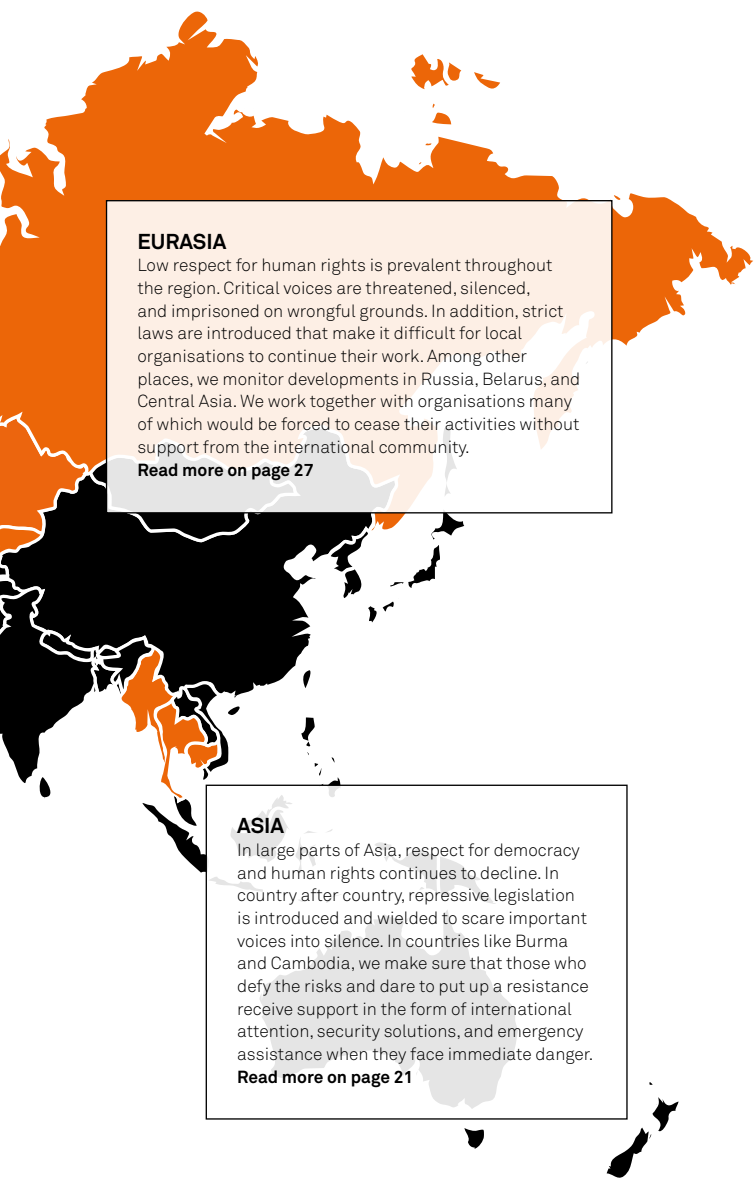 EURASIA
Low respect for human rights is prevalent throughout
the region. Critical voices are threatened, silenced,
and imprisoned on wrongful grounds. In addition, strict
laws are introduced that make it difficult for local
organisations to continue their work. Among other
places, we monitor developments in Russia, Belarus, and
Central Asia. We work together with organisations many
of which would be forced to cease their activities without
support from the international community.
Read more on page 27
ASIA
In large parts of Asia, respect for democracy
and human rights continues to decline. In
country after country, repressive legislation
is introduced and wielded to scare important
voices into silence. In countries like Burma
and Cambodia, we make sure that those who
defy the risks and dare to put up a resistance
receive support in the form of international
attention, security solutions, and emergency
assistance when they face immediate danger.
Read more on page 21